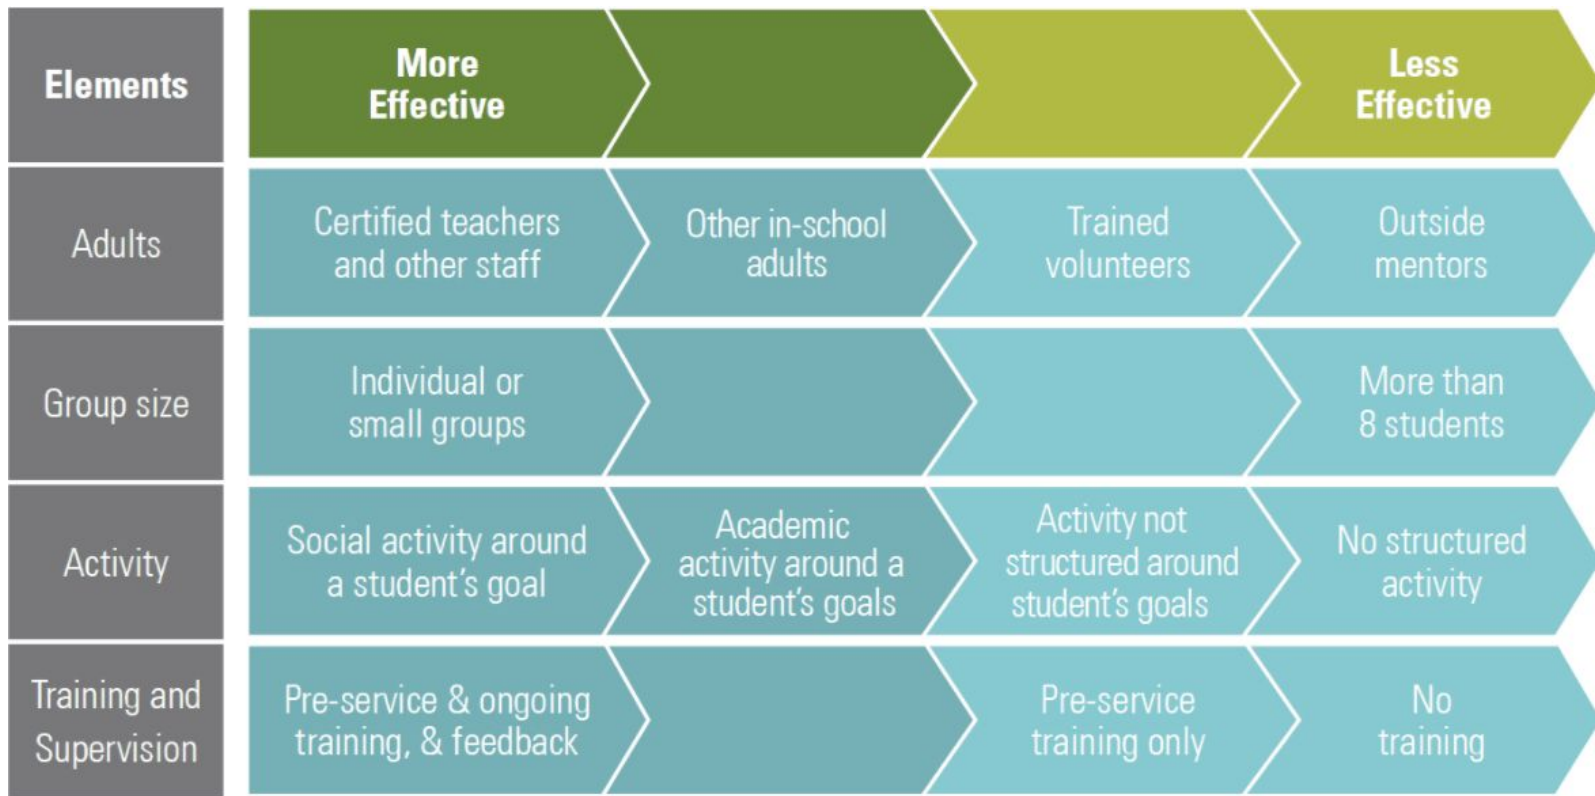 Elements
More
Effective
Less
Effective
Adults
Certified teachers
and other staff
Other in-school
adults
Trained
volunteers
Outside
mentors
Group size
Individual or
small groups
More than
8 students
Activity
Social activity around
a student's goal
Academic
activity around a
student's goals
Activity not
structured around
student's goals
No structured
activity
Training and
Supervision
Pre-service & ongoing
training, & feedback
Pre-service
training only
No
training